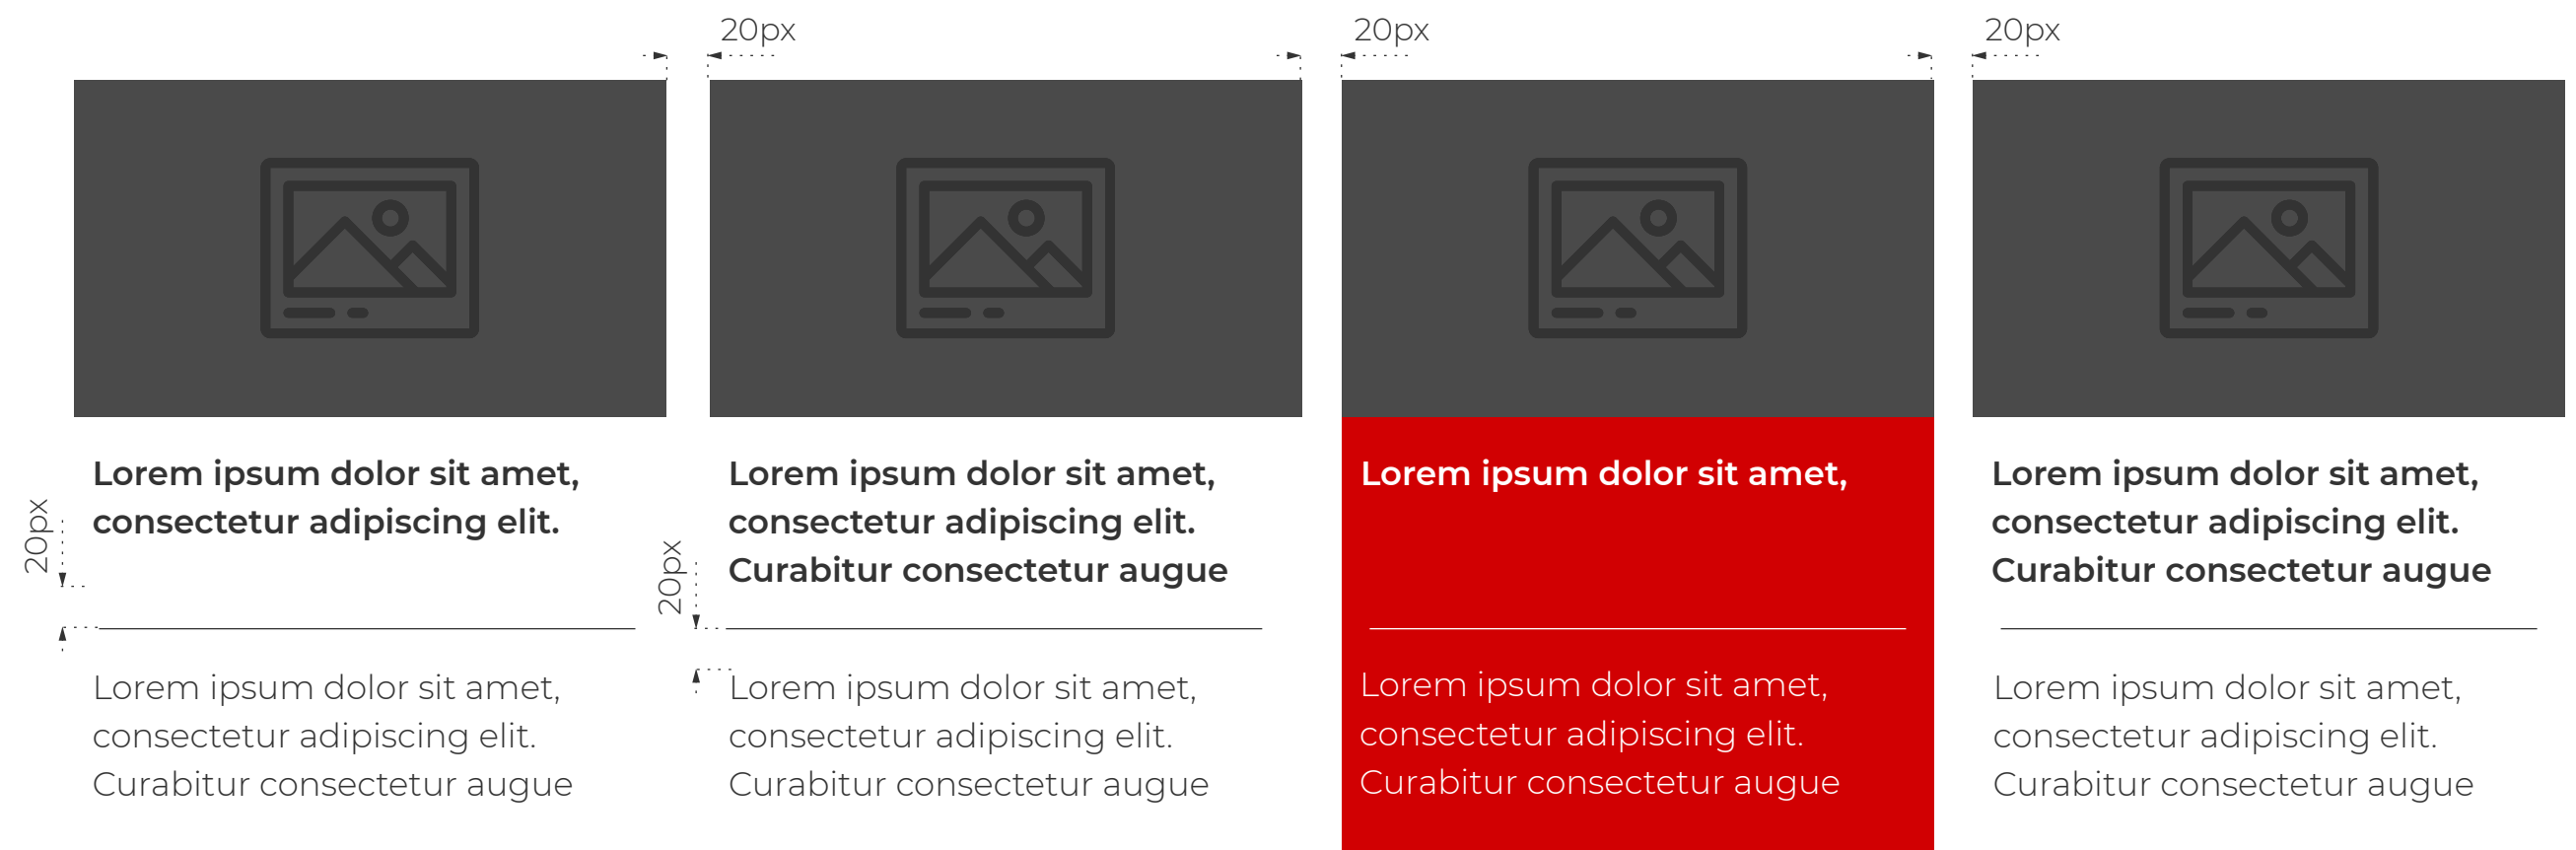 20px
20px
20px
Lorem ipsum dolor sit amet,
consectetur adipiscing elit.
20px
Lorem ipsum dolor sit amet,
consectetur adipiscing elit.
Curabitur consectetur augue
Lorem ipsum dolor sit amet,
consectetur adipiscing elit.
Curabitur consectetur augue
20px
Lorem ipsum dolor sit amet,
consectetur adipiscing elit.
Curabitur consectetur augue
Lorem ipsum dolor sit amet,
Lorem ipsum dolor sit amet,
consectetur adipiscing elit.
Curabitur consectetur augue
Lorem ipsum dolor sit amet,
consectetur adipiscing elit.
Curabitur consectetur augue
Lorem ipsum dolor sit amet,
consectetur adipiscing elit.
Curabitur consectetur augue